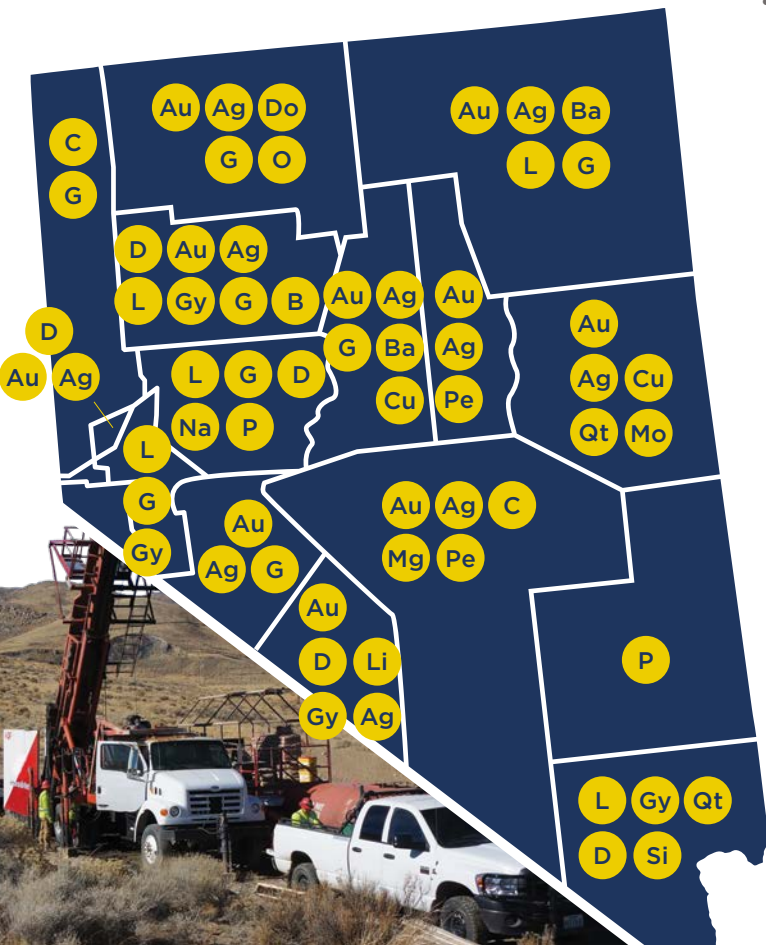 Au Ag Do
G O
C
G
Au Ag Ba
L G
D Au Ag
L Gy G B
D
Au Ag
L G D
Na P
Au Ag
G Ba
Cu
Au
Ag
Pe
Au
Ag Cu
Qt Mo
L
G
Gy
Au
Ag G
Au Ag C
Mg Pe
Au
D Li
Gy Ag
P
L Gy Qt
D Si